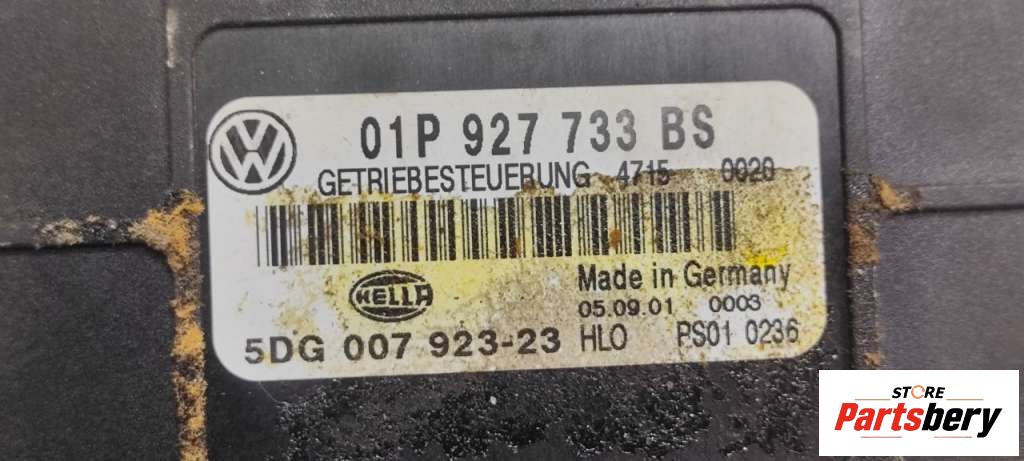 VW 01P 927 733 BS
GETRIEBESTEUERUNG 4715 0020
HELLA Made in Germany
05.09.01 0003
5DG 007 923-23 HLO PS01 0236
STORE
Partsbery